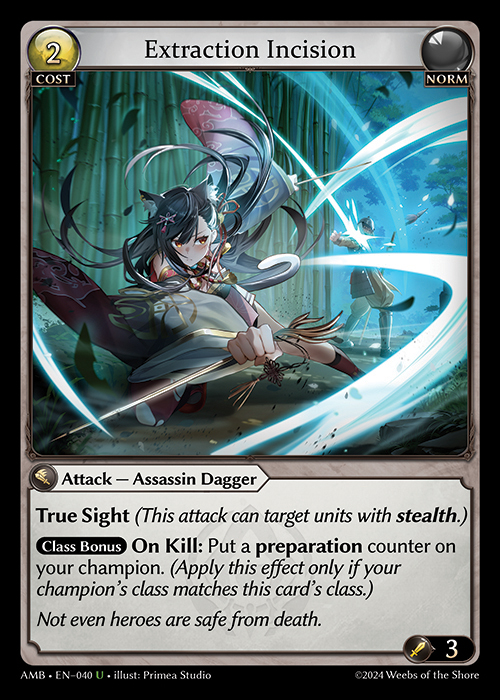 2
Extraction Incision
COST
NORM
Attack — Assassin Dagger
True Sight (This attack can target units with stealth.)
Class Bonus On Kill: Put a preparation counter on
your champion. (Apply this effect only if your
champion's class matches this card's class.)
Not even heroes are safe from death.
3
AMB • EN–040 U • illust: Primea Studio
©2024 Weebs of the Shore